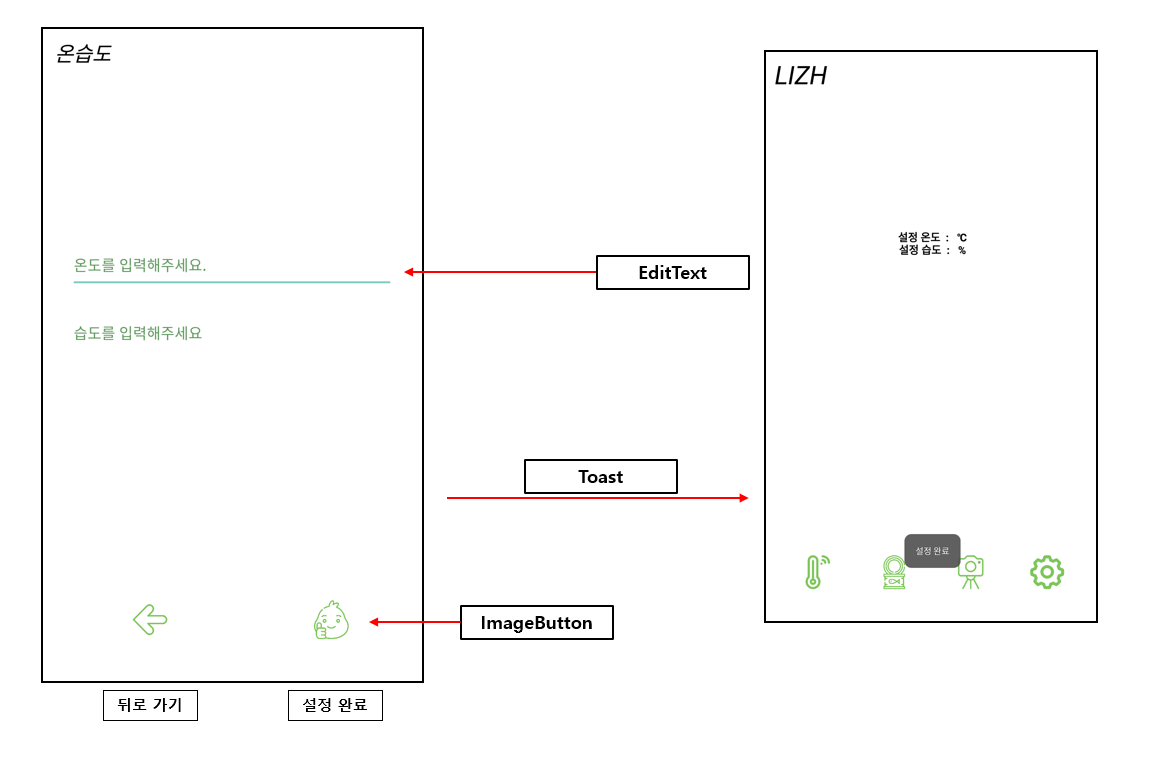 온습도
온도를 입력해주세요.
습도를 입력해주세요
뒤로 가기
설정 완료
EditText
Toast
ImageButton
LIZH
설정 온도 : ℃
설정 습도 : %
설정 완료